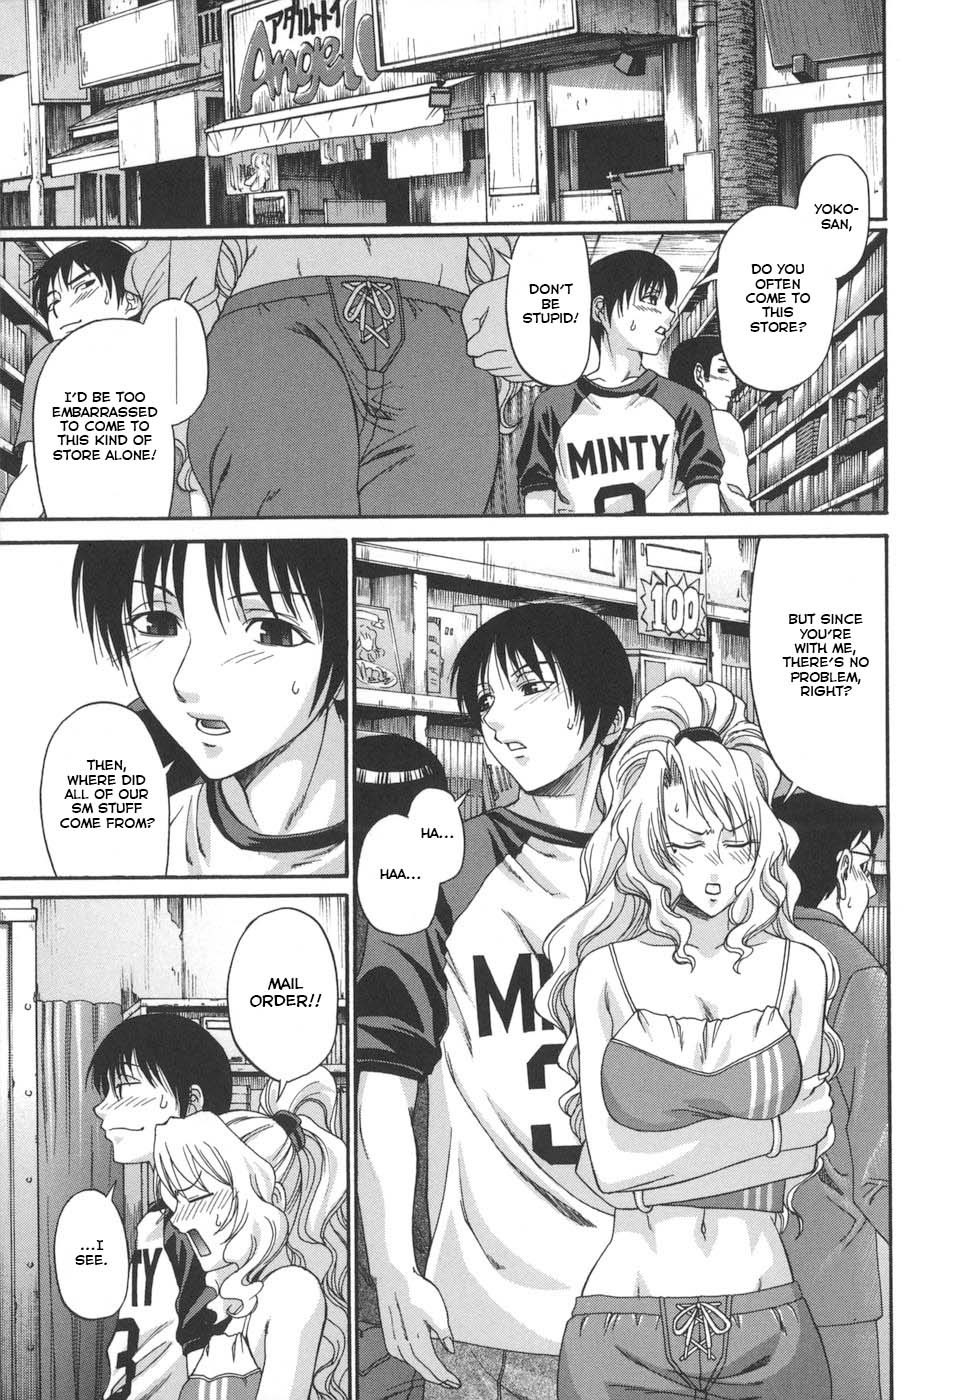 アダルトトイ
Angel
YOKO-
SAN,
DO YOU
OFTEN
COME TO
THIS
STORE?
DON'T
BE
STUPID!
MINTY
I'D BE TOO
EMBARRASSED
TO COME TO
THIS KIND OF
STORE ALONE!
BUT SINCE
YOU'RE
WITH ME,
THERE'S NO
PROBLEM,
RIGHT?
100
HA...
HAA...
MINTY
3
THEN,
WHERE DID
ALL OF OUR
SM STUFF
COME FROM?
MAIL
ORDER!!
...I
SEE.
TY
3